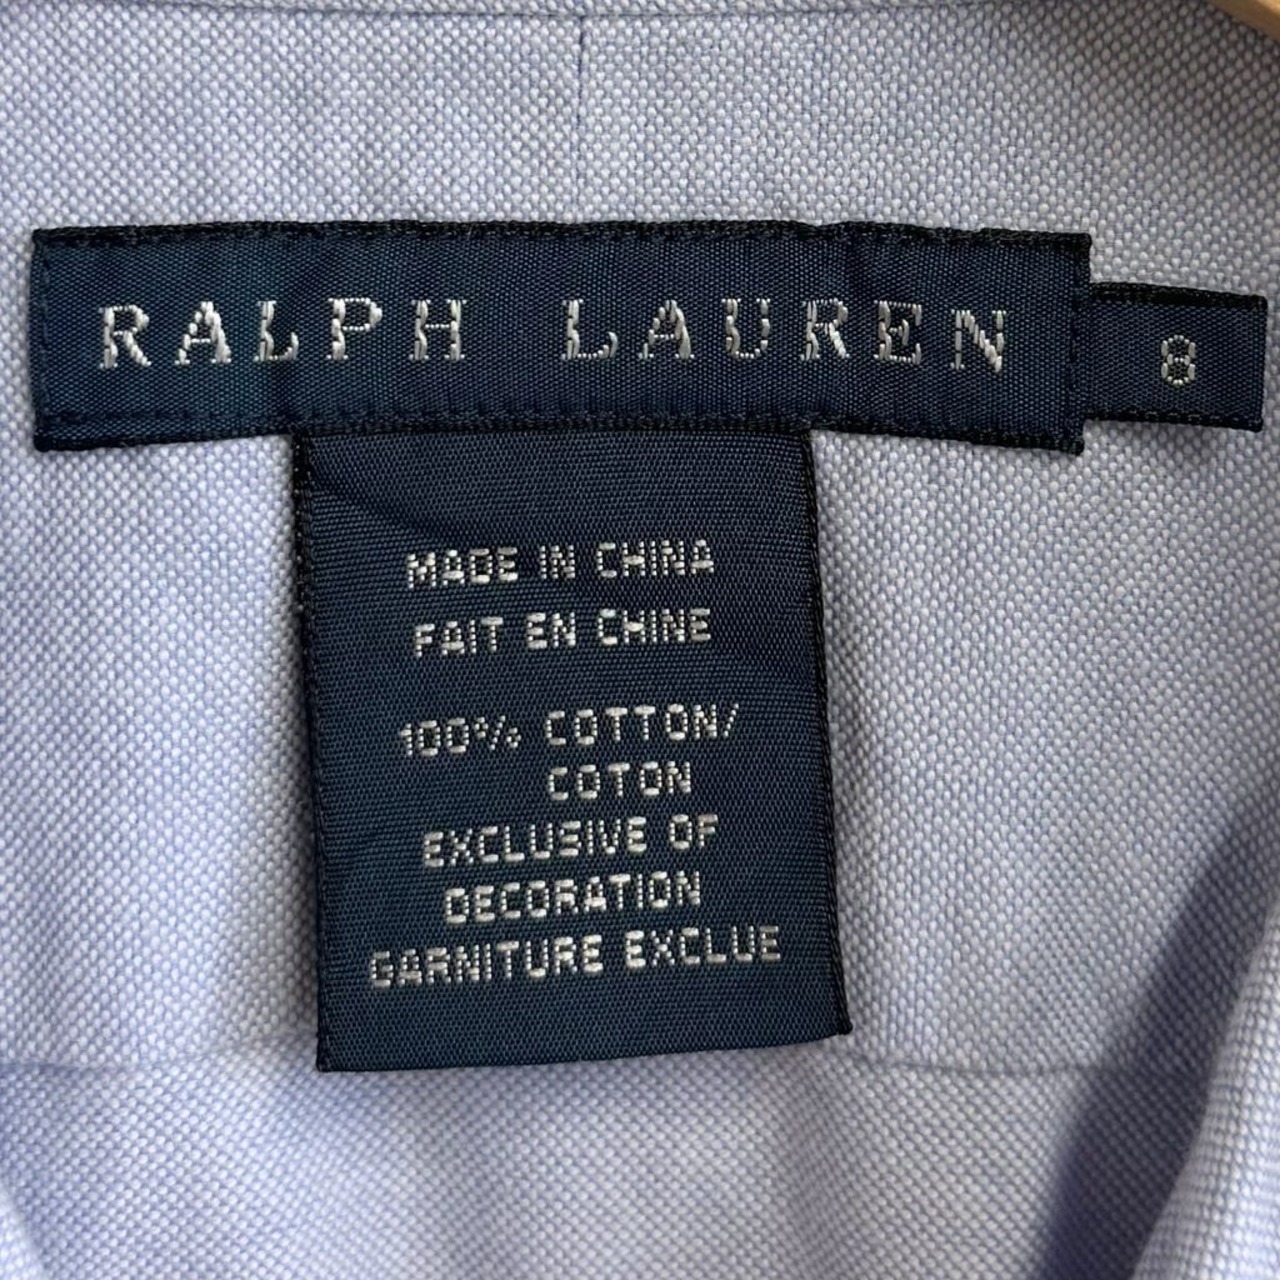 RALPH LAUREN
8
MADE IN CHINA
FAIT EN CHINE
100% COTTON/
COTON
EXCLUSIVE OF
DECORATION
GARNITURE EXCLUE